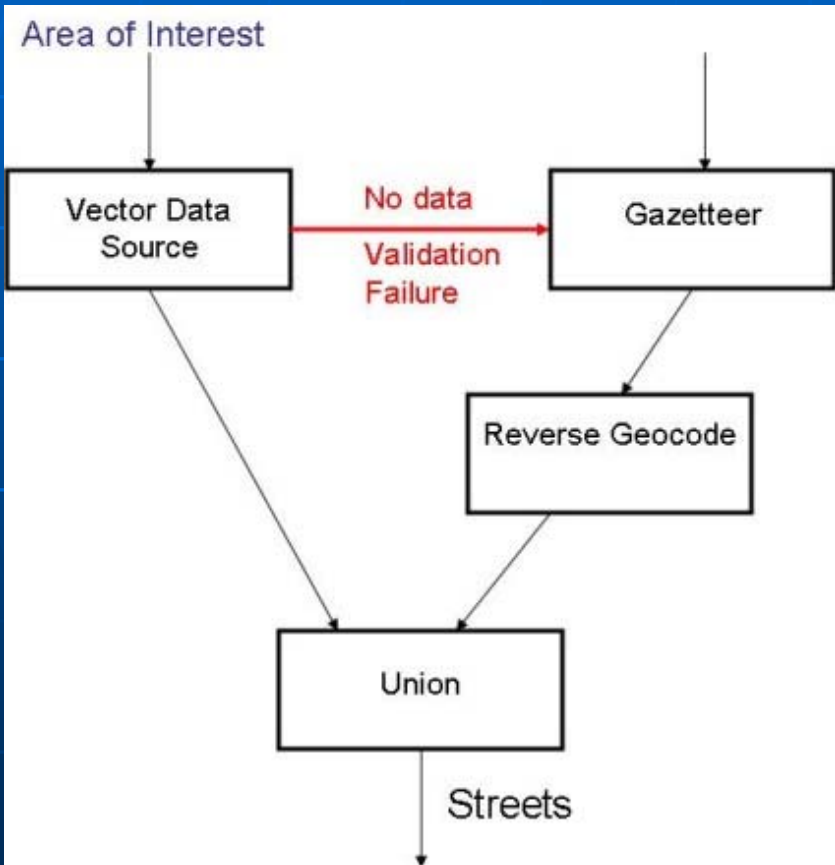 Area of Interest
Vector Data
Source
No data
Validation
Failure
Gazetteer
Reverse Geocode
Union
Streets